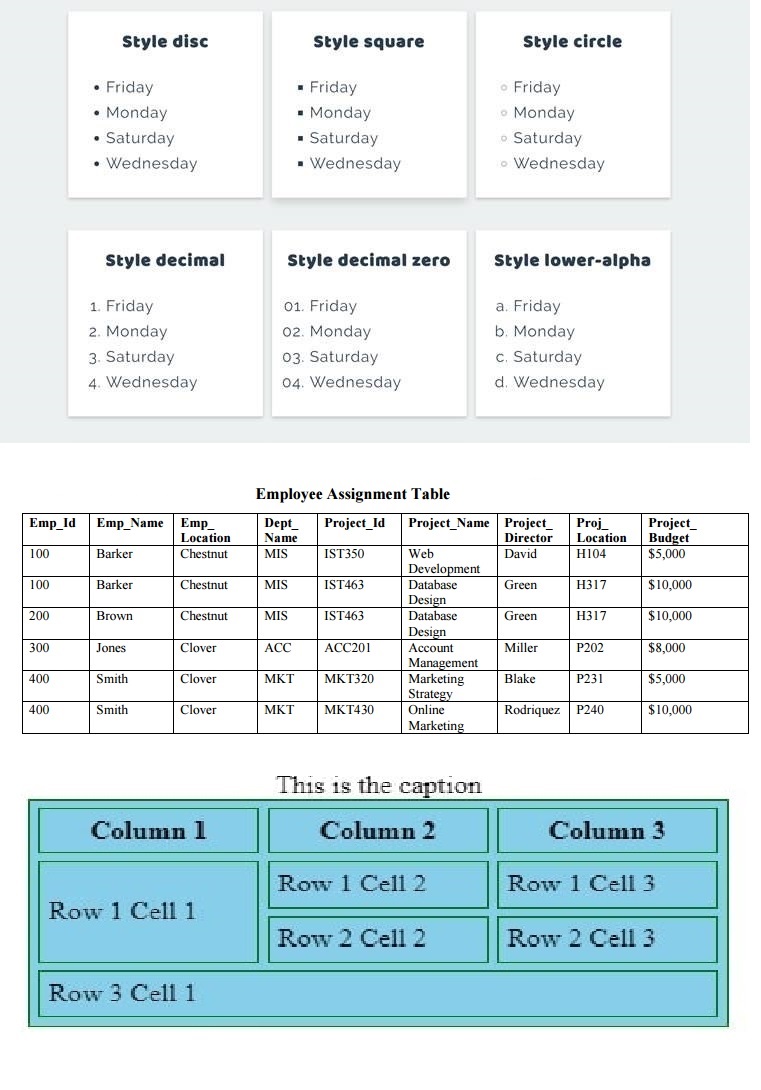 Style disc
• Friday
• Monday
• Saturday
• Wednesday
Style square
▪ Friday
▪ Monday
▪ Saturday
▪ Wednesday
Style circle
○ Friday
○ Monday
○ Saturday
○ Wednesday
Style decimal
1. Friday
2. Monday
3. Saturday
4. Wednesday
Style decimal zero
01. Friday
02. Monday
03. Saturday
04. Wednesday
Style lower-alpha
a. Friday
b. Monday
c. Saturday
d. Wednesday
Employee Assignment Table
Emp_Id Emp_Name Emp_ Dept_ Project_Id Project_Name Project_ Proj_ Project_
Location Name Director Location Budget
100 Barker Chestnut MIS IST350 Web David H104 $5,000
Development
100 Barker Chestnut MIS IST463 Database Green H317 $10,000
Design
200 Brown Chestnut MIS IST463 Database Green H317 $10,000
Design
300 Jones Clover ACC ACC201 Account Miller P202 $8,000
Management
400 Smith Clover MKT MKT320 Marketing Blake P231 $5,000
Strategy
400 Smith Clover MKT MKT430 Online Rodriquez P240 $10,000
Marketing
This is the caption
Column 1 Column 2 Column 3
Row 1 Cell 1 Row 1 Cell 2 Row 1 Cell 3
Row 2 Cell 2 Row 2 Cell 3
Row 3 Cell 1